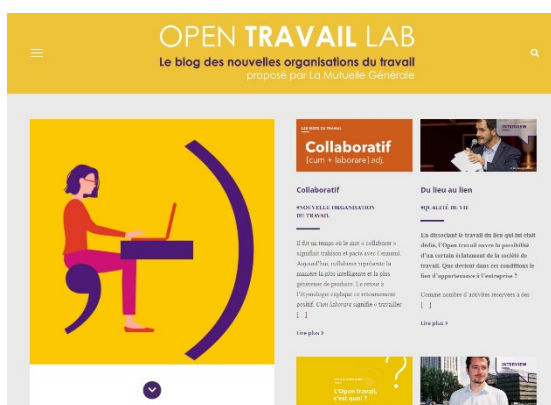 OPEN TRAVAIL LAB
Le blog des nouvelles organisations du travail
proposé par La Mutuelle Générale
LES MOTS DU TRAVAIL
Collaboratif
[cum + laborare] adj.
Collaboratif
#NOUVELLE ORGANISATION
DU TRAVAIL
Il fut un temps où le mot « collaborer »
signifiait trahison et pacte avec l'ennemi.
Aujourd'hui, collaborer représente la
manière la plus intelligente et la plus
généreuse de produire. Le retour à
l'étymologie explique ce retournement
positif. Cum laborare signifie « travailler
[…]
Lire plus >
INTERVIEW
Du lieu au lien
#QUALITÉ DE VIE
En dissociant le travail du lieu qui lui était
dédié, l'Open travail ouvre la possibilité
d'un certain éclatement de la société de
travail. Que devient dans ces conditions le
lien d'appartenance à l'entreprise ?
Comme nombre d'activités réservées à des
[…]
Lire plus >
L'Open travail,
c'est quoi ?
INTERVIEW